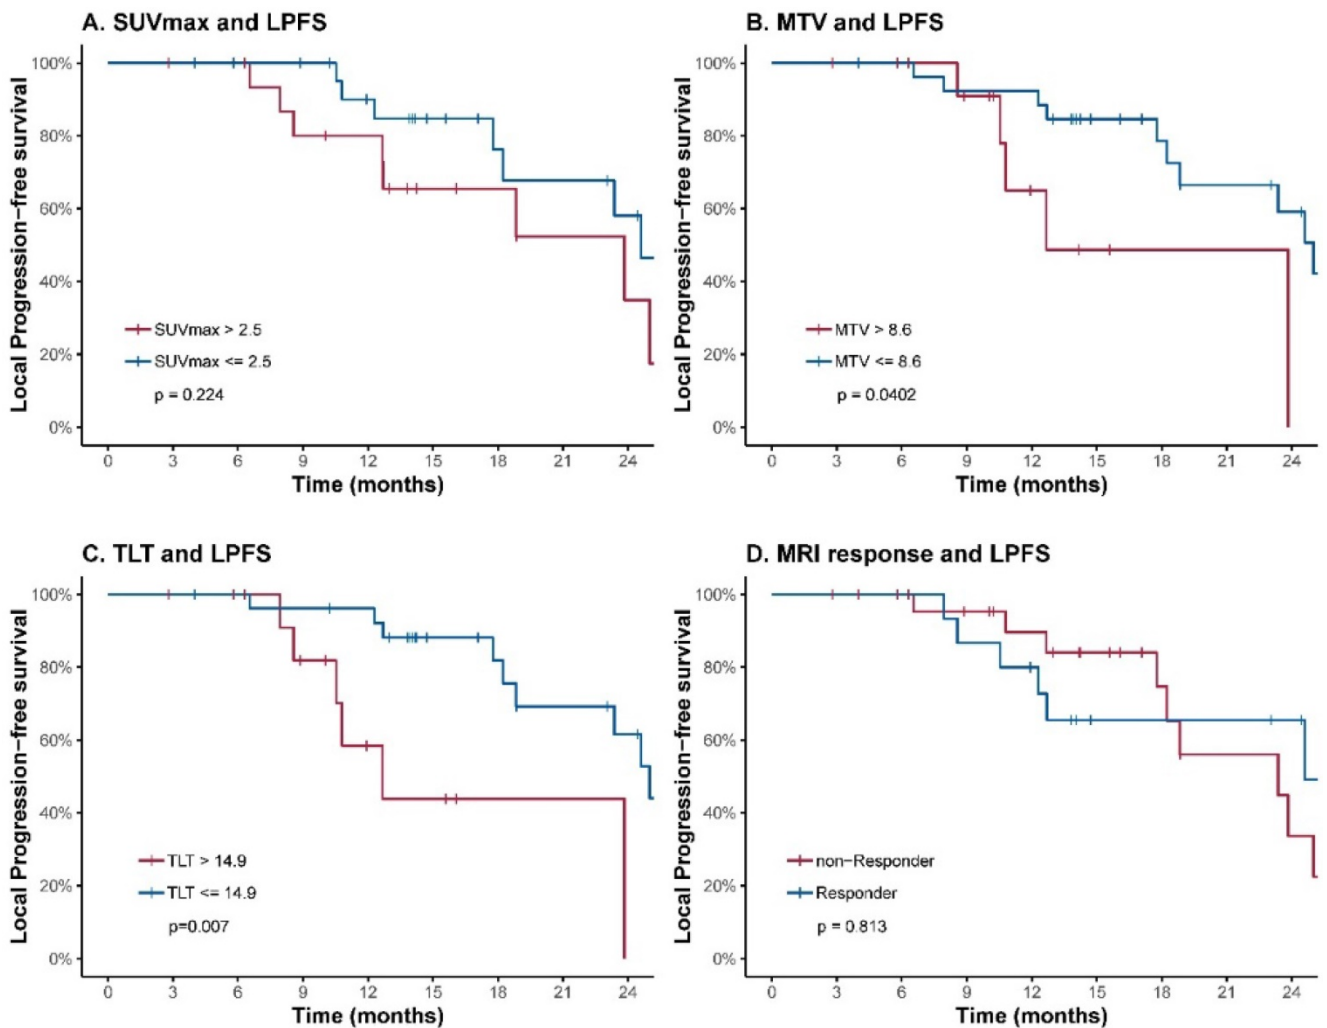 A. SUVmax and LPFS
Local Progression−free survival
100%
80%
60%
40%
20%
0%
SUVmax > 2.5
SUVmax <= 2.5
p = 0.224
0 3 6 9 12 15 18 21 24
Time (months)
B. MTV and LPFS
Local Progression−free survival
100%
80%
60%
40%
20%
0%
MTV > 8.6
MTV <= 8.6
p = 0.0402
0 3 6 9 12 15 18 21 24
Time (months)
C. TLT and LPFS
Local Progression−free survival
100%
80%
60%
40%
20%
0%
TLT > 14.9
TLT <= 14.9
p=0.007
0 3 6 9 12 15 18 21 24
Time (months)
D. MRI response and LPFS
Local Progression−free survival
100%
80%
60%
40%
20%
0%
non−Responder
Responder
p = 0.813
0 3 6 9 12 15 18 21 24
Time (months)